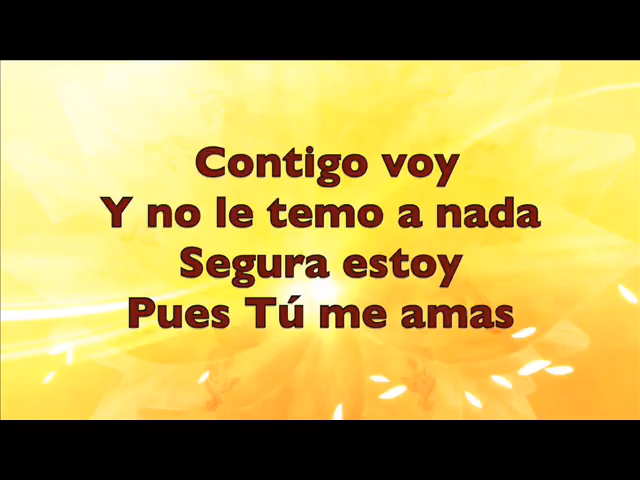 Contigo voy
Y no le temo a nada
Segura estoy
Pues Tú me amas